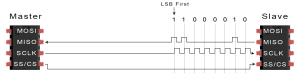 LSB First
Master
1 1 0 0 0 0 1 0
Slave
MOSI
MISO
SCLK
SS/CS
MOSI
MISO
SCLK
SS/CS